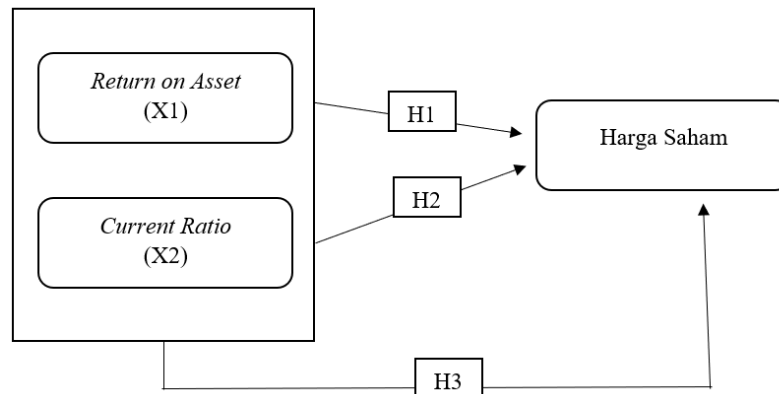 Return on Asset
(X1)
H1
Harga Saham
H2
Current Ratio
(X2)
H3